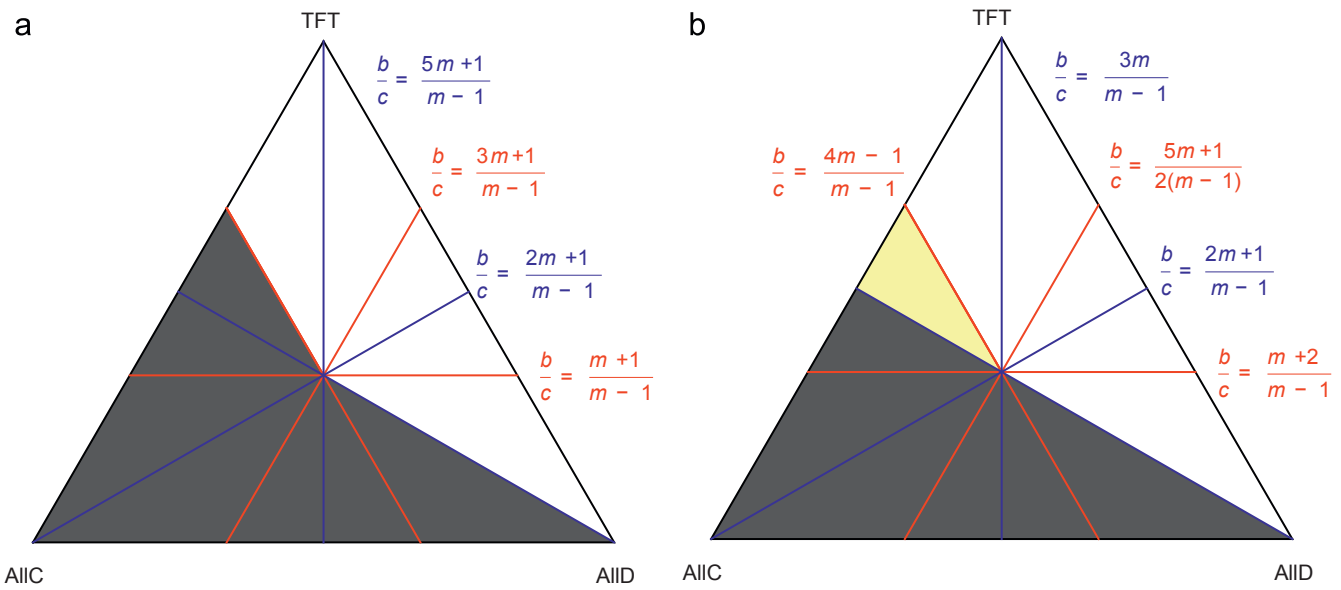 a
TFT
b/c = (5m+1)/(m − 1)
b/c = (3m+1)/(m − 1)
b/c = (2m+1)/(m − 1)
b/c = (m+1)/(m − 1)
AllC
AllD
b
TFT
b/c = 3m/(m − 1)
b/c = (4m − 1)/(m − 1)
b/c = (5m+1)/(2(m − 1))
b/c = (2m+1)/(m − 1)
b/c = (m+2)/(m − 1)
AllC
AllD